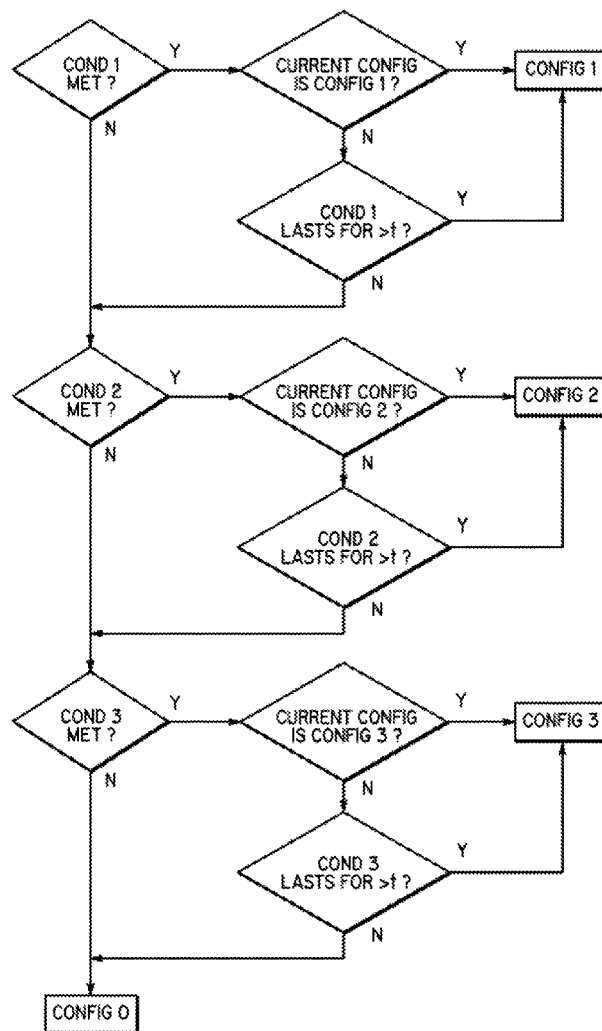 COND 1
MET ?
Y
CURRENT CONFIG
IS CONFIG 1 ?
Y
CONFIG 1
N
N
COND 1
LASTS FOR >t ?
Y
N
COND 2
MET ?
Y
CURRENT CONFIG
IS CONFIG 2 ?
Y
CONFIG 2
N
N
COND 2
LASTS FOR >t ?
Y
N
COND 3
MET ?
Y
CURRENT CONFIG
IS CONFIG 3 ?
Y
CONFIG 3
N
N
COND 3
LASTS FOR >t ?
Y
N
CONFIG 0